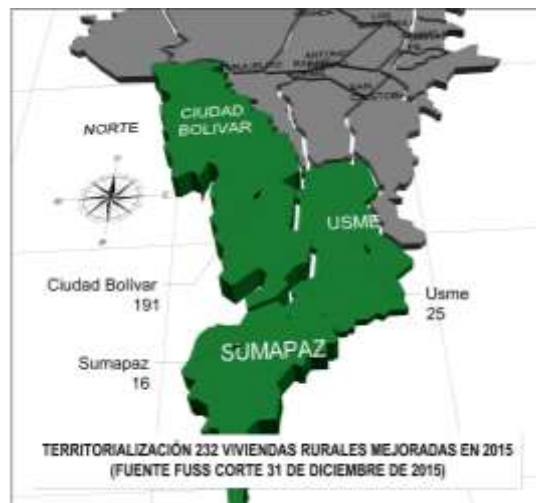 CIUDAD
BOLIVAR
NORTE
USME
Ciudad Bolívar
191
Usme
25
SUMAPAZ
Sumapaz
16
TERRITORIALIZACIÓN 232 VIVIENDAS RURALES MEJORADAS EN 2015
(FUENTE FUSS CORTE 31 DE DICIEMBRE DE 2015)